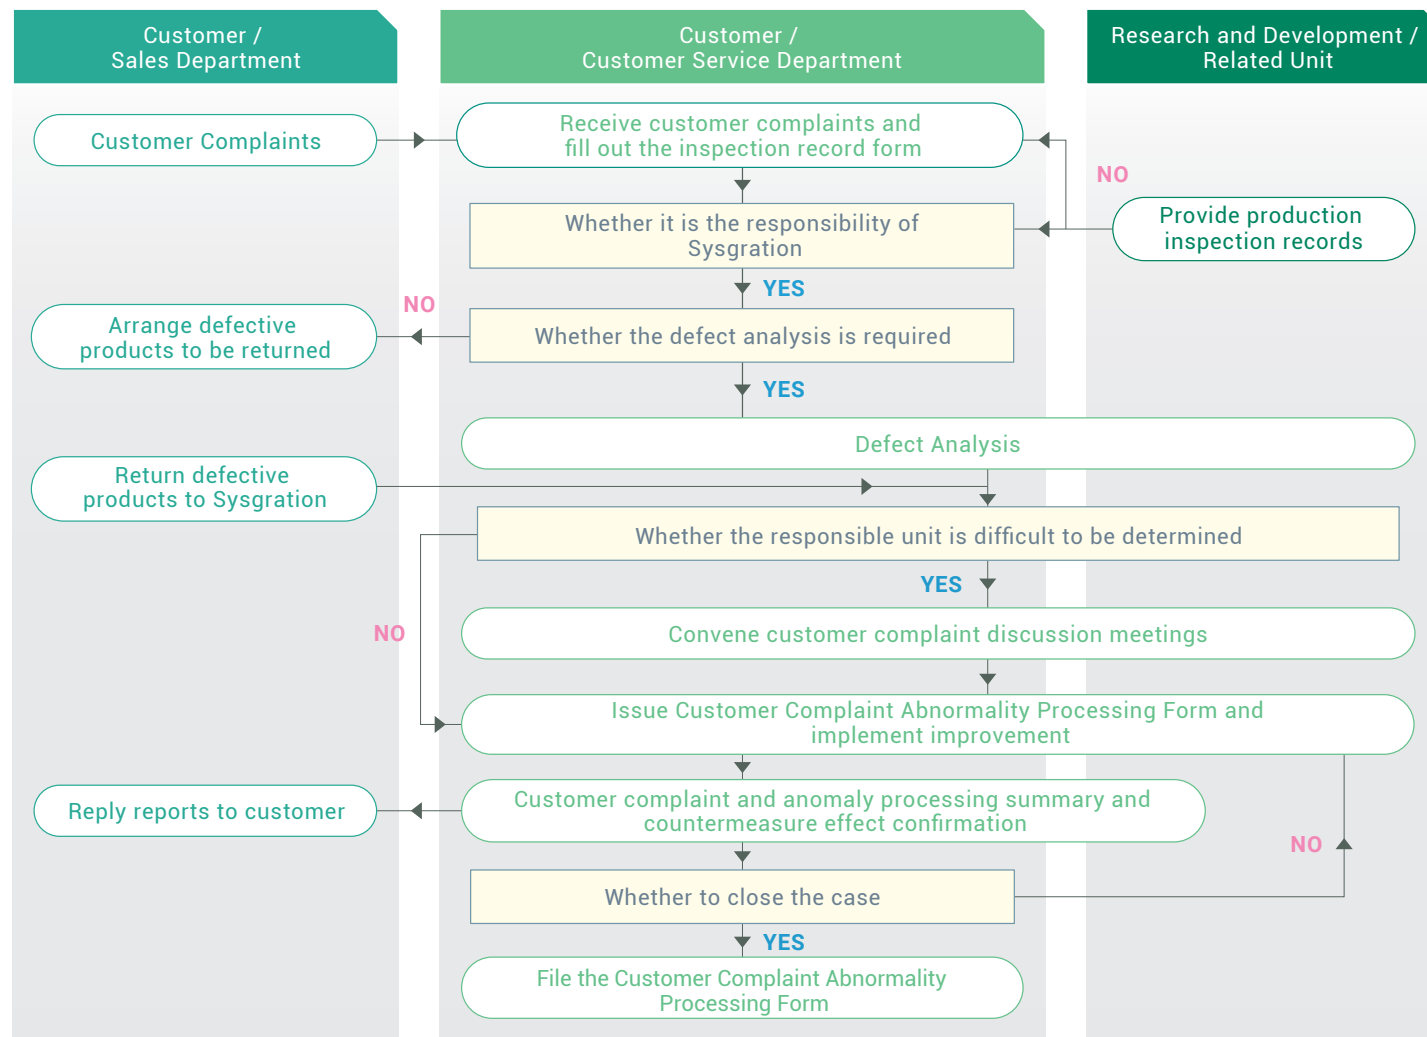 Customer /
Sales Department
Customer /
Customer Service Department
Research and Development /
Related Unit
Customer Complaints
Receive customer complaints and
fill out the inspection record form
NO
Provide production
inspection records
Whether it is the responsibility of
Sysgration
YES
NO
Arrange defective
products to be returned
Whether the defect analysis is required
YES
Defect Analysis
Return defective
products to Sysgration
Whether the responsible unit is difficult to be determined
YES
NO
Convene customer complaint discussion meetings
Issue Customer Complaint Abnormality Processing Form and
implement improvement
Reply reports to customer
Customer complaint and anomaly processing summary and
countermeasure effect confirmation
NO
Whether to close the case
YES
File the Customer Complaint Abnormality
Processing Form